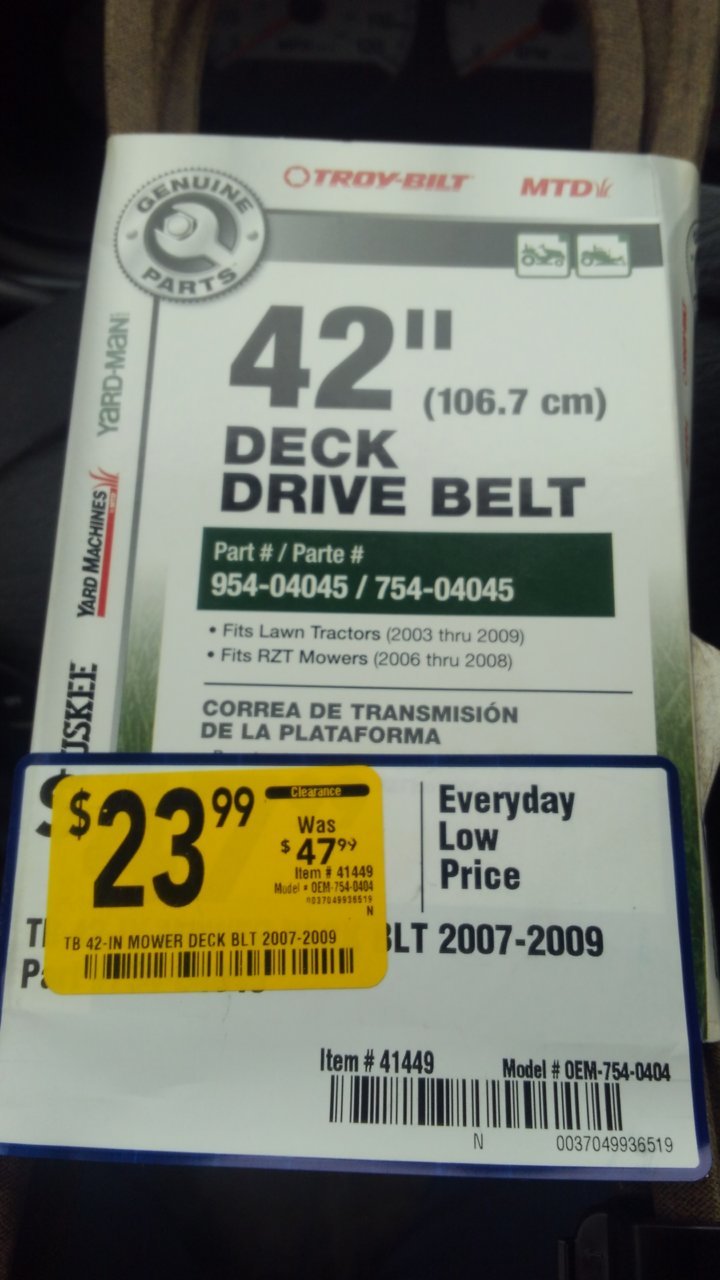 GENUINE
PARTS
TROY-BILT
MTD
YARD-MAN
YARD MACHINES
USKEE
42"
(106.7 cm)
DECK
DRIVE BELT
Part # / Parte #
954-04045 / 754-04045
• Fits Lawn Tractors (2003 thru 2009)
• Fits RZT Mowers (2006 thru 2008)
CORREA DE TRANSMISIÓN
DE LA PLATAFORMA
$23.99
Clearance
Was
$47.99
Item # 41449
Model # OEM-754-0404
0037049936519
N
TB 42-IN MOWER DECK BLT 2007-2009
Everyday
Low
Price
BLT 2007-2009
Item # 41449
Model # OEM-754-0404
N
0037049936519